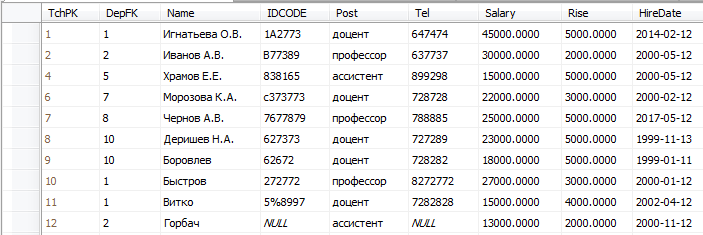 TchPK DepFK Name IDCODE Post Tel Salary Rise HireDate
1 1 Игнатьева О.В. 1A2773 доцент 647474 45000.0000 5000.0000 2014-02-12
2 2 Иванов А.В. B77389 профессор 637737 30000.0000 2000.0000 2000-05-12
4 5 Храмов Е.Е. 838165 ассистент 899298 15000.0000 5000.0000 2000-05-12
6 7 Морозова К.А. c373773 доцент 728728 22000.0000 3000.0000 2000-02-12
7 8 Чернов А.В. 7677879 профессор 788885 25000.0000 5000.0000 2017-05-12
8 10 Деришев Н.А. 627373 доцент 727289 23000.0000 5000.0000 1999-11-13
9 10 Боровлев 62672 доцент 728282 18000.0000 5000.0000 1999-01-11
10 1 Быстров 272772 профессор 8272772 27000.0000 3000.0000 2000-01-12
11 1 Витко 5%8997 доцент 7282828 15000.0000 4000.0000 2002-04-12
12 2 Горбач NULL ассистент NULL 13000.0000 2000.0000 2000-11-12